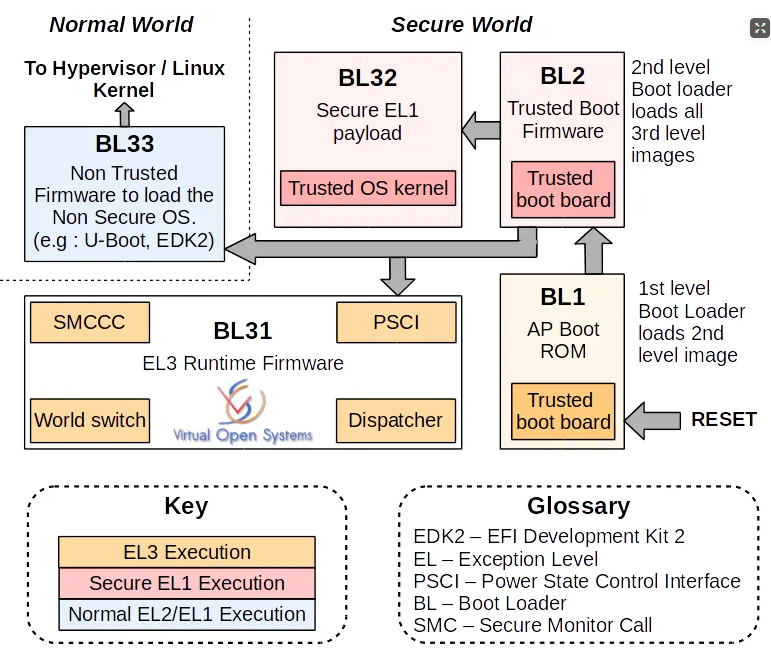 Normal World
Secure World
To Hypervisor / Linux
Kernel
BL33
Non Trusted
Firmware to load the
Non Secure OS.
(e.g : U-Boot, EDK2)
BL32
Secure EL1
payload
Trusted OS kernel
BL2
Trusted Boot
Firmware
Trusted
boot board
2nd level
Boot loader
loads all
3rd level
images
SMCCC
BL31
PSCI
EL3 Runtime Firmware
World switch
Virtual Open Systems
Dispatcher
BL1
AP Boot
ROM
Trusted
boot board
1st level
Boot Loader
loads 2nd
level image
RESET
Key
EL3 Execution
Secure EL1 Execution
Normal EL2/EL1 Execution
Glossary
EDK2 – EFI Development Kit 2
EL – Exception Level
PSCI – Power State Control Interface
BL – Boot Loader
SMC – Secure Monitor Call